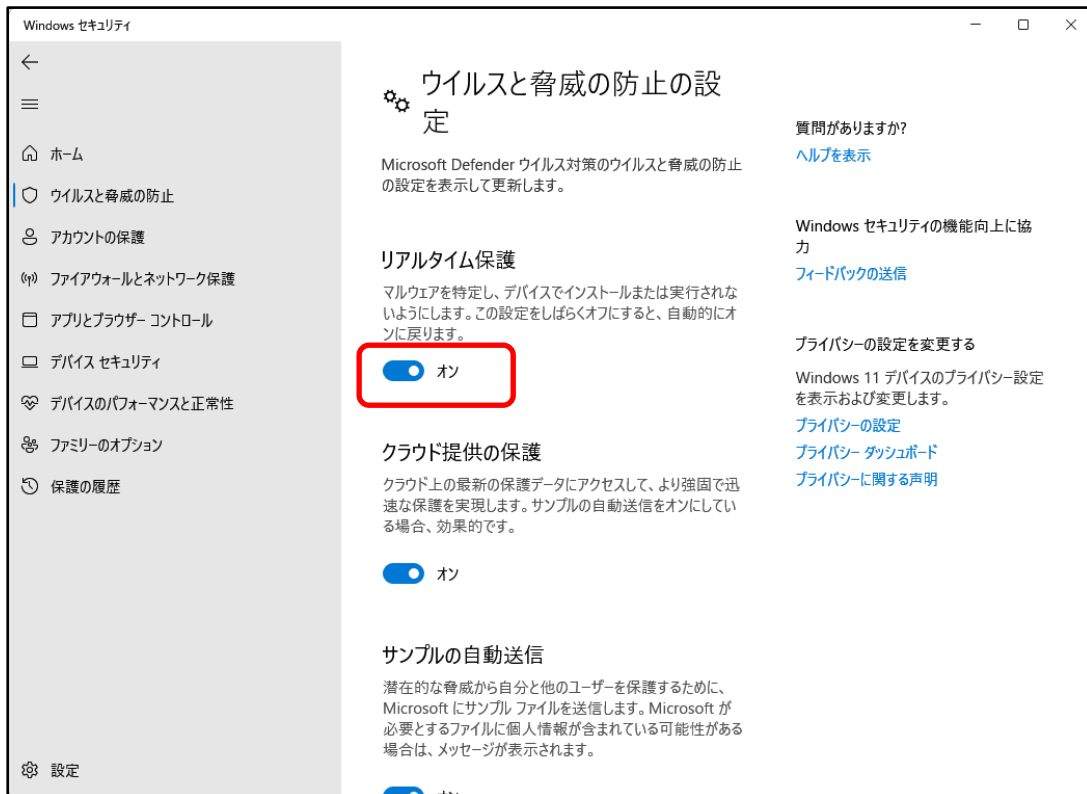 Windows セキュリティ
ホーム
ウイルスと脅威の防止
アカウントの保護
ファイアウォールとネットワーク保護
アプリとブラウザー コントロール
デバイス セキュリティ
デバイスのパフォーマンスと正常性
ファミリーのオプション
保護の履歴
設定
ウイルスと脅威の防止の設
定
Microsoft Defender ウイルス対策のウイルスと脅威の防止
の設定を表示して更新します。
リアルタイム保護
マルウェアを特定し、デバイスでインストールまたは実行されな
いようにします。この設定をしばらくオフにすると、自動的にオ
ンに戻ります。
オン
クラウド提供の保護
クラウド上の最新の保護データにアクセスして、より強固で迅
速な保護を実現します。サンプルの自動送信をオンにしてい
る場合、効果的です。
オン
サンプルの自動送信
潜在的な脅威から自分と他のユーザーを保護するために、
Microsoft にサンプル ファイルを送信します。Microsoft が
必要とするファイルに個人情報が含まれている可能性がある
場合は、メッセージが表示されます。
質問がありますか?
ヘルプを表示
Windows セキュリティの機能向上に協
力
フィードバックの送信
プライバシーの設定を変更する
Windows 11 デバイスのプライバシー設定
を表示および変更します。
プライバシーの設定
プライバシー ダッシュボード
プライバシーに関する声明